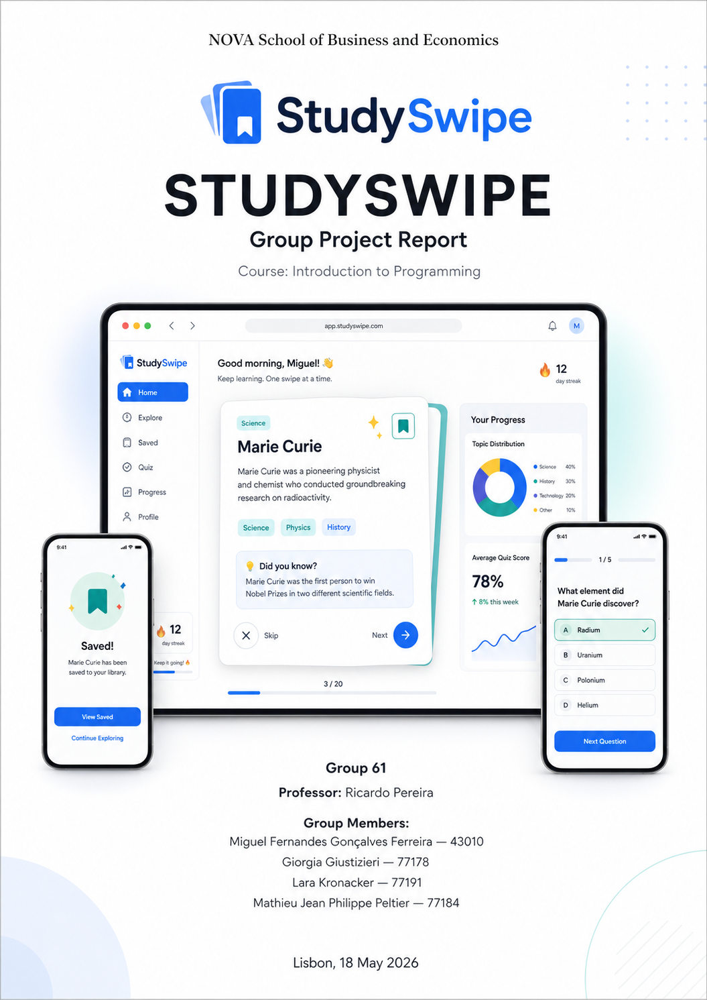 NOVA School of Business and Economics
StudySwipe
STUDYSWIPE
Group Project Report
Course: Introduction to Programming
app.studyswipe.com
M
StudySwipe
Home
Explore
Saved
Quiz
Progress
Profile
12
day streak
Keep it going!
Good morning, Miguel! 👋
Keep learning. One swipe at a time.
🔥 12
day streak
Science
Marie Curie
Marie Curie was a pioneering physicist
and chemist who conducted groundbreaking
research on radioactivity.
Science Physics History
Did you know?
Marie Curie was the first person to win
Nobel Prizes in two different scientific fields.
Skip Next
3 / 20
Your Progress
Topic Distribution
Science 40%
History 30%
Technology 20%
Other 10%
Average Quiz Score
78%
↑ 8% this week
9:41
Saved!
Marie Curie has been
saved to your library.
View Saved
Continue Exploring
9:41
1 / 5
What element did
Marie Curie discover?
A Radium
B Uranium
C Polonium
D Helium
Next Question
Group 61
Professor: Ricardo Pereira
Group Members:
Miguel Fernandes Gonçalves Ferreira — 43010
Giorgia Giustizieri — 77178
Lara Kronacker — 77191
Mathieu Jean Philippe Peltier — 77184
Lisbon, 18 May 2026